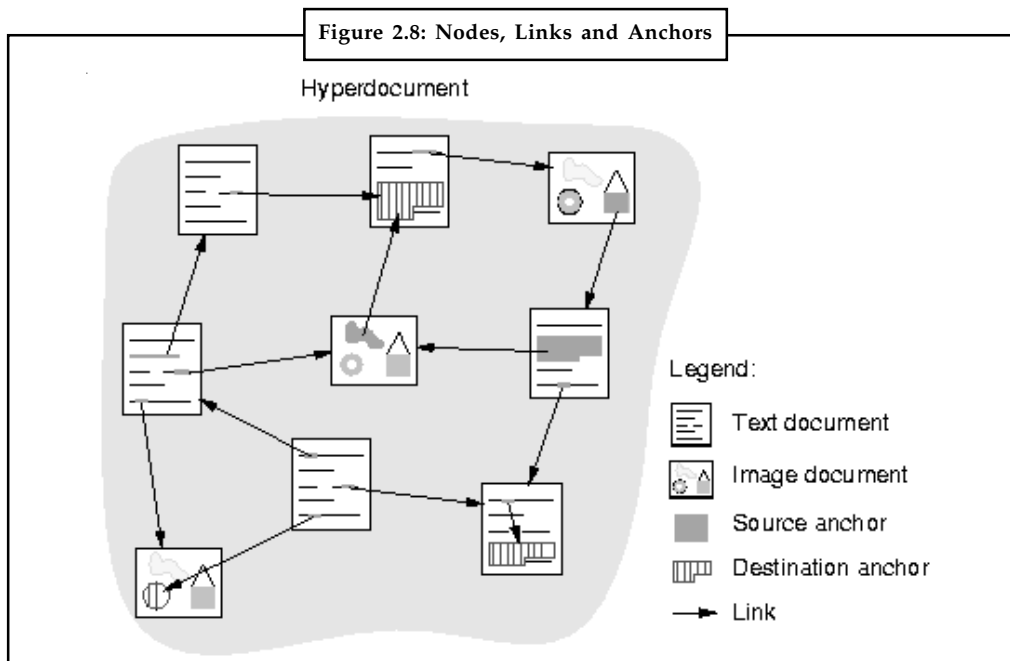 Figure 2.8: Nodes, Links and Anchors
Hyperdocument
Legend:
Text document
Image document
Source anchor
Destination anchor
Link